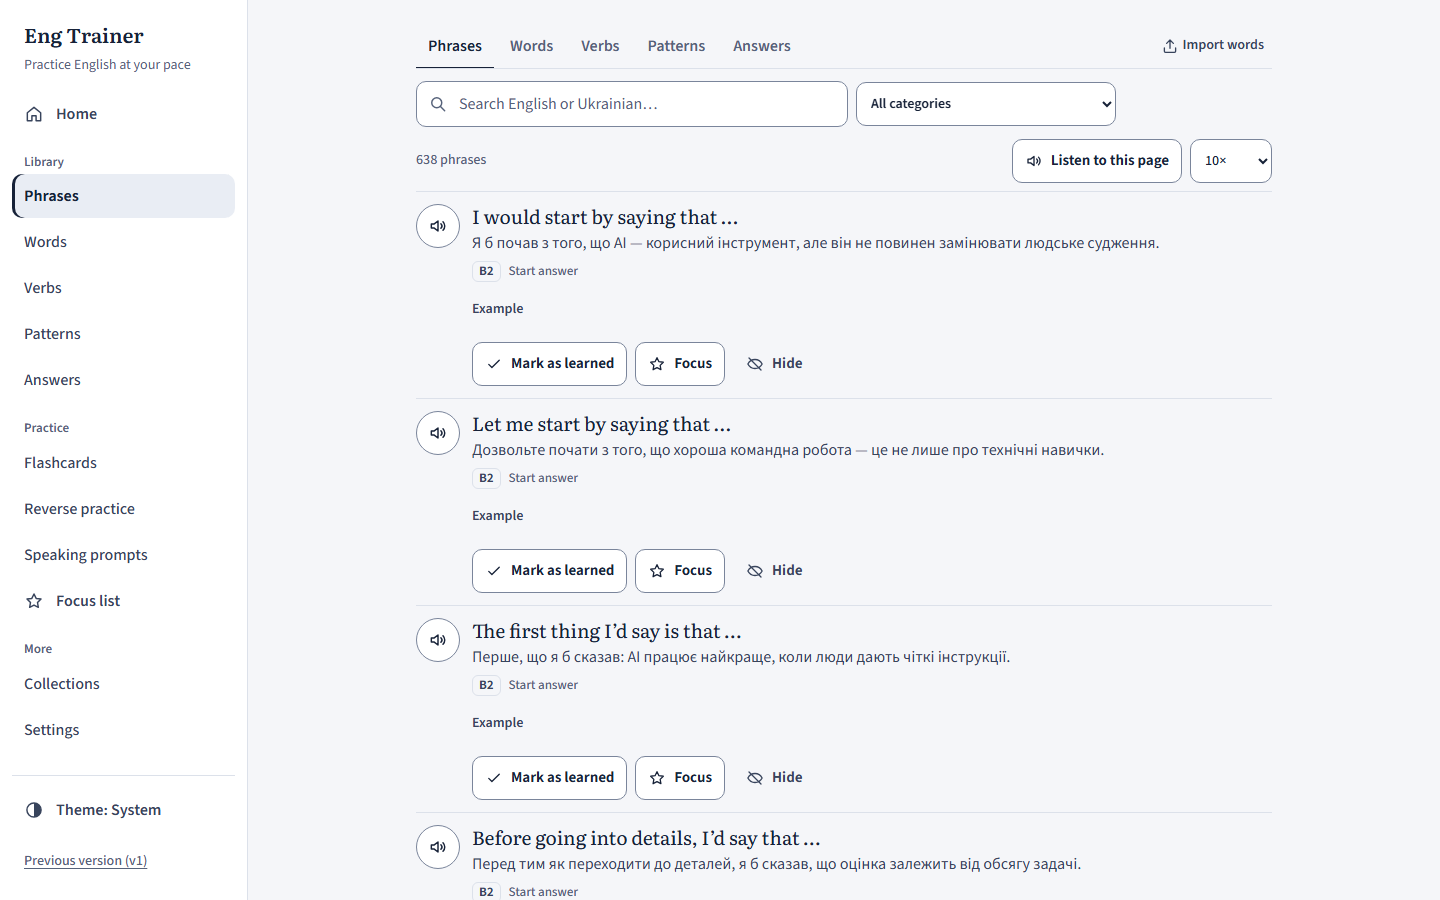 Eng Trainer
Practice English at your pace
Home
Library
Phrases
Words
Verbs
Patterns
Answers
Practice
Flashcards
Reverse practice
Speaking prompts
Focus list
More
Collections
Settings
Theme: System
Previous version (v1)
Phrases Words Verbs Patterns Answers Import words
Search English or Ukrainian… All categories
638 phrases Listen to this page 10×
I would start by saying that …
Я б почав з того, що AI — корисний інструмент, але він не повинен замінювати людське судження.
B2 Start answer
Example
Mark as learned Focus Hide
Let me start by saying that …
Дозвольте почати з того, що хороша командна робота — це не лише про технічні навички.
B2 Start answer
Example
Mark as learned Focus Hide
The first thing I’d say is that …
Перше, що я б сказав: AI працює найкраще, коли люди дають чіткі інструкції.
B2 Start answer
Example
Mark as learned Focus Hide
Before going into details, I’d say that …
Перед тим як переходити до деталей, я б сказав, що оцінка залежить від обсягу задачі.
B2 Start answer